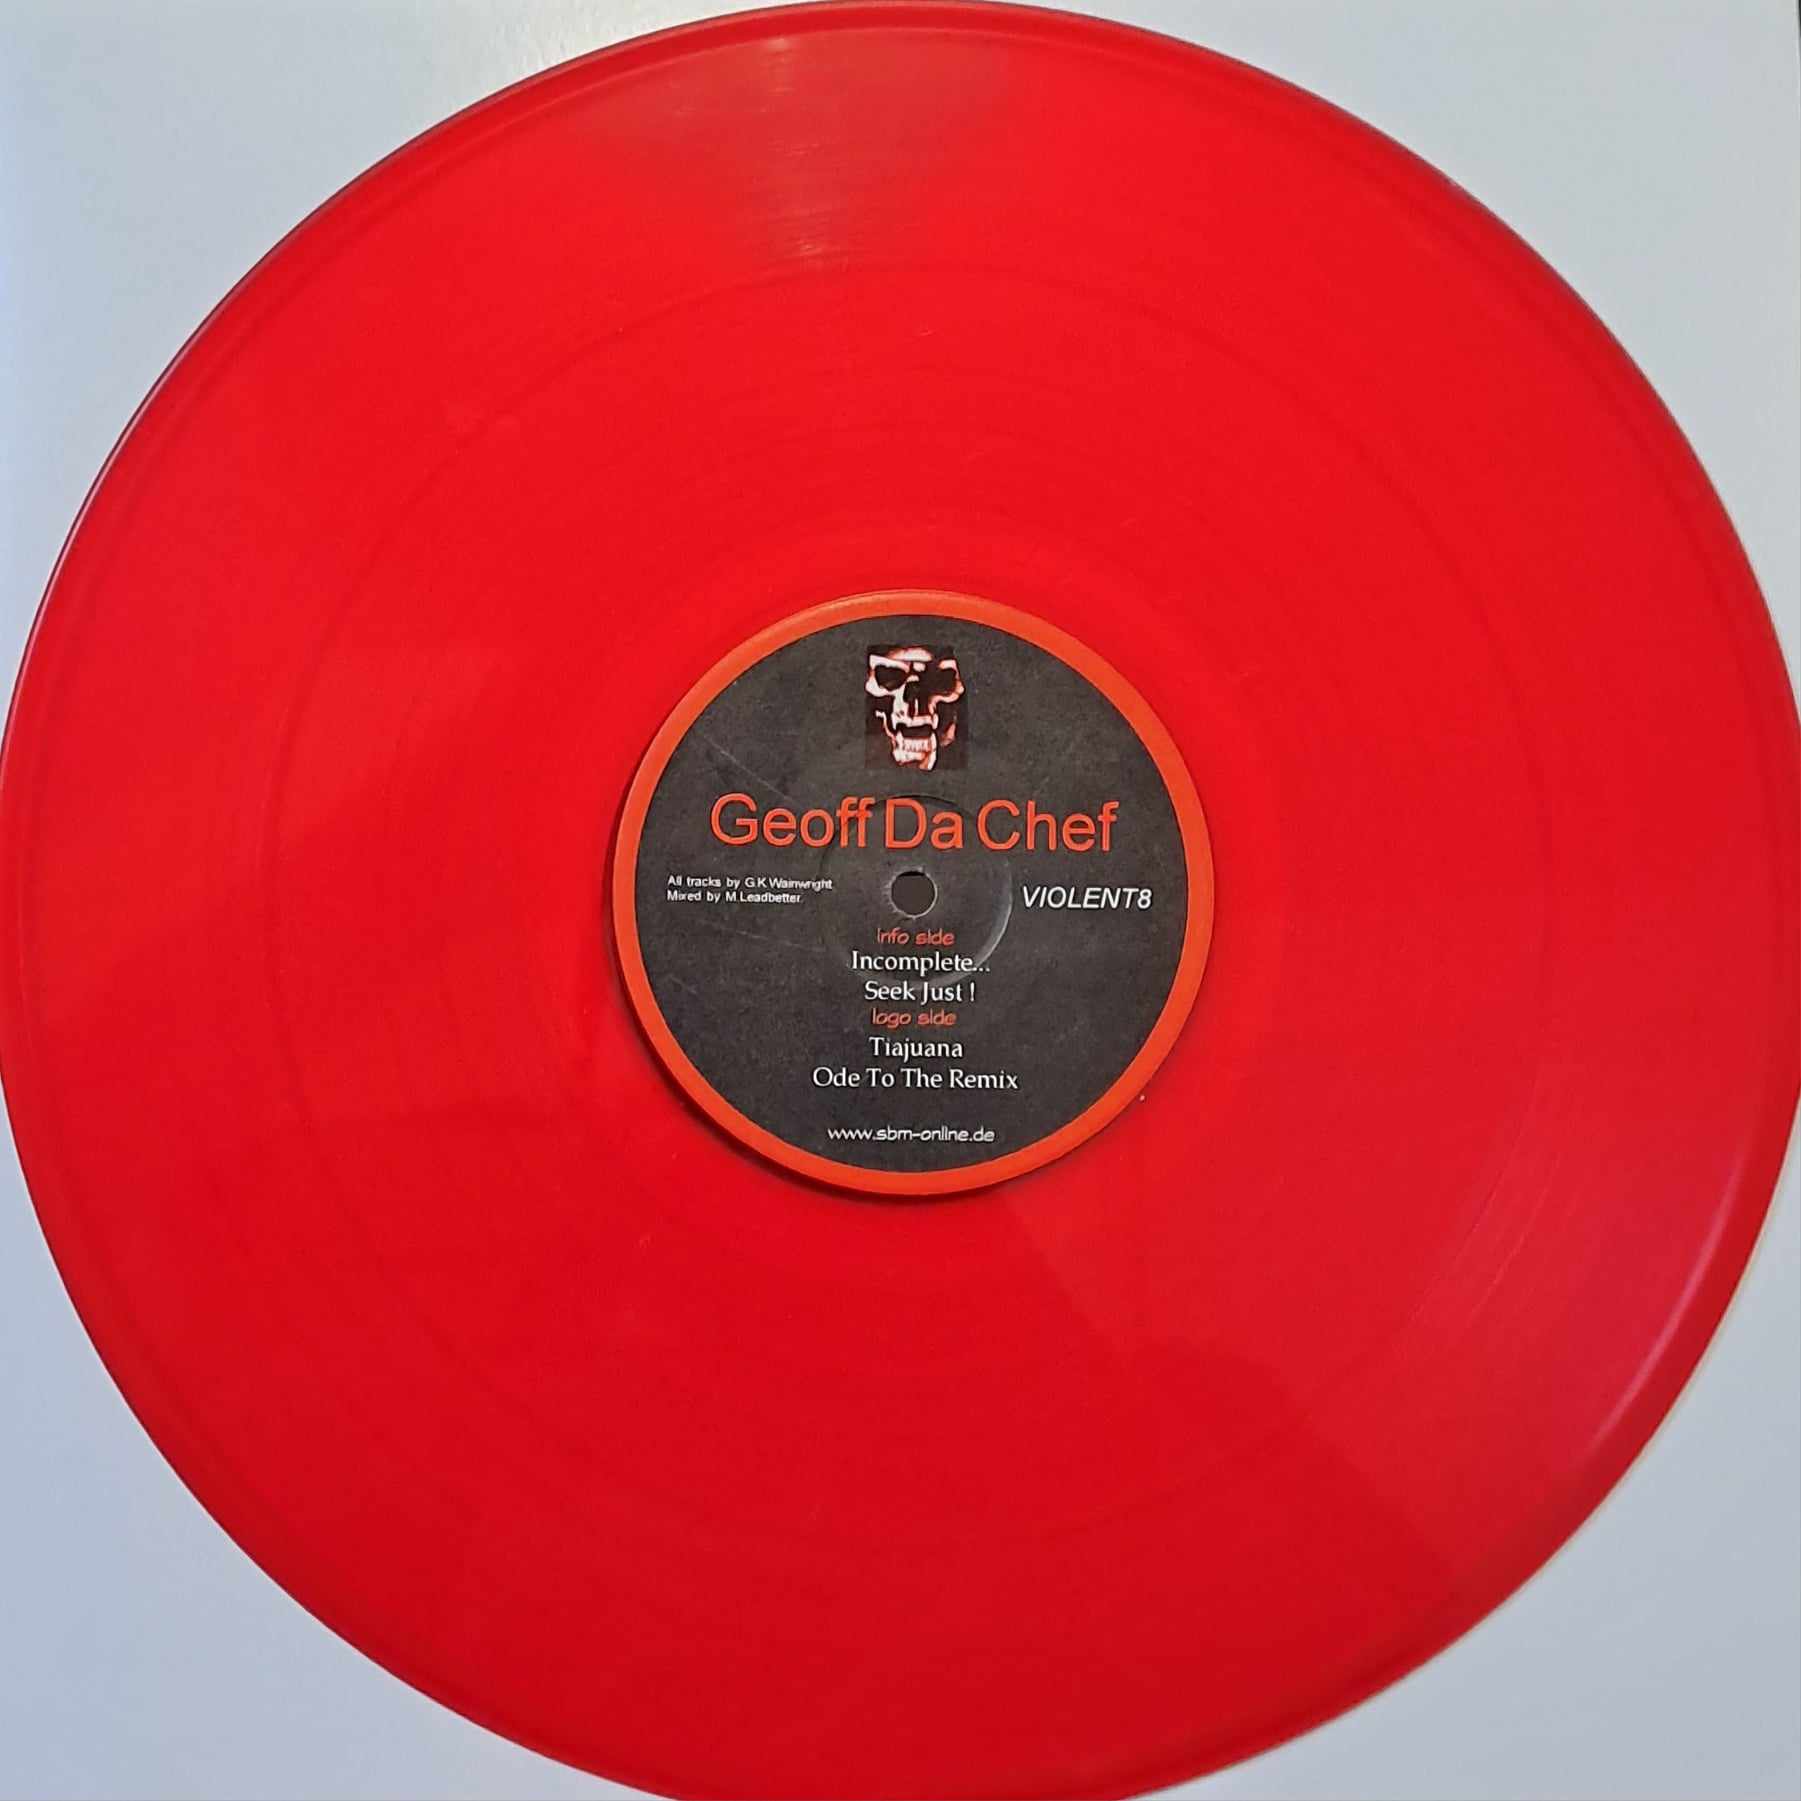 Geoff Da Chef
All tracks by G.K.Wainwright
Mixed by M.Leadbetter.
VIOLENT8
info side
Incomplete...
Seek Just !
logo side
Tiajuana
Ode To The Remix
www.sbm-online.de